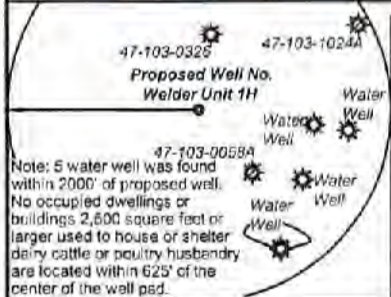 47-103-0326
47-103-1024A
Proposed Well No.
Welder Unit 1H
Water
Well
Water
Well
47-103-0058A
Water
Well
Water
Well
Note: 5 water well was found
within 2000' of proposed well.
No occupied dwellings or
buildings 2,500 square feet or
larger used to house or shelter
dairy cattle or poultry husbandry
are located within 625' of the
center of the well pad.